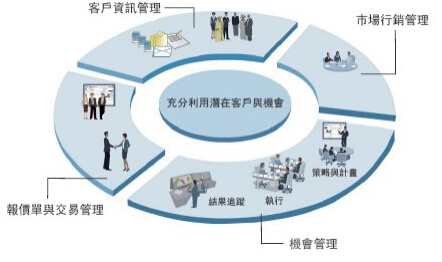 客戶資訊管理
市場行銷管理
充分利用潛在客戶與機會
策略與計畫
執行
結果追蹤
報價單與交易管理
機會管理